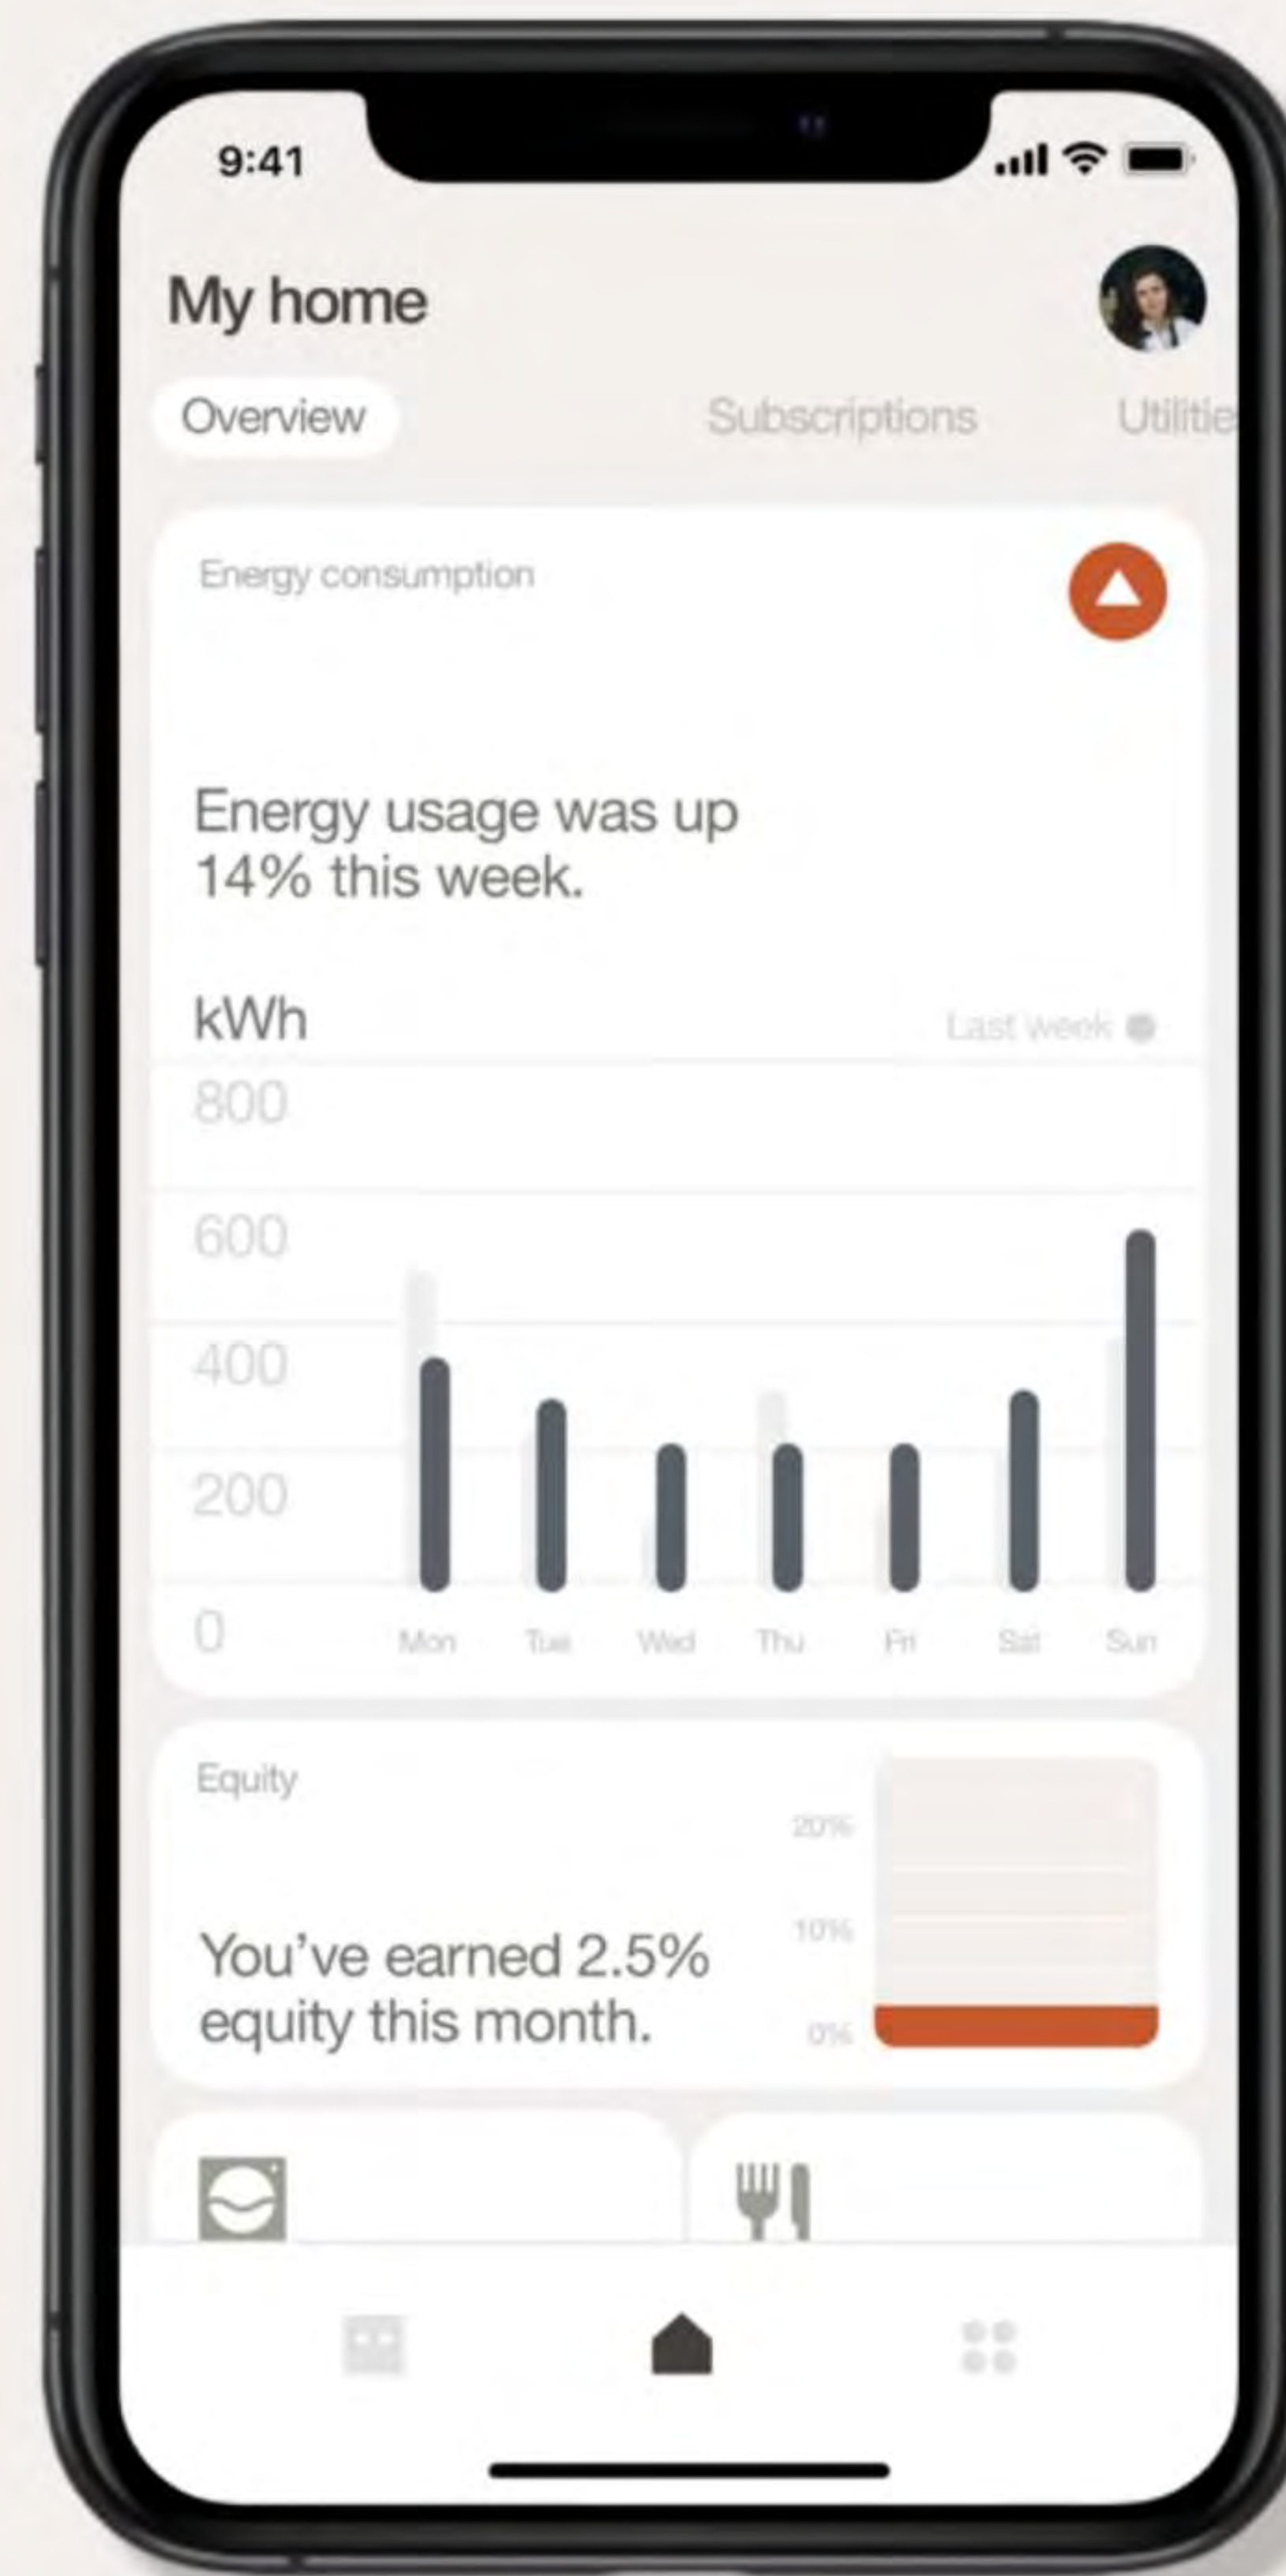 9:41
My home
Overview Subscriptions Utilitie
Energy consumption
Energy usage was up
14% this week.
kWh Last week
800
600
400
200
0 Mon Tue Wed Thu Fri Sat Sun
Equity
20%
10%
You've earned 2.5%
equity this month.
0%